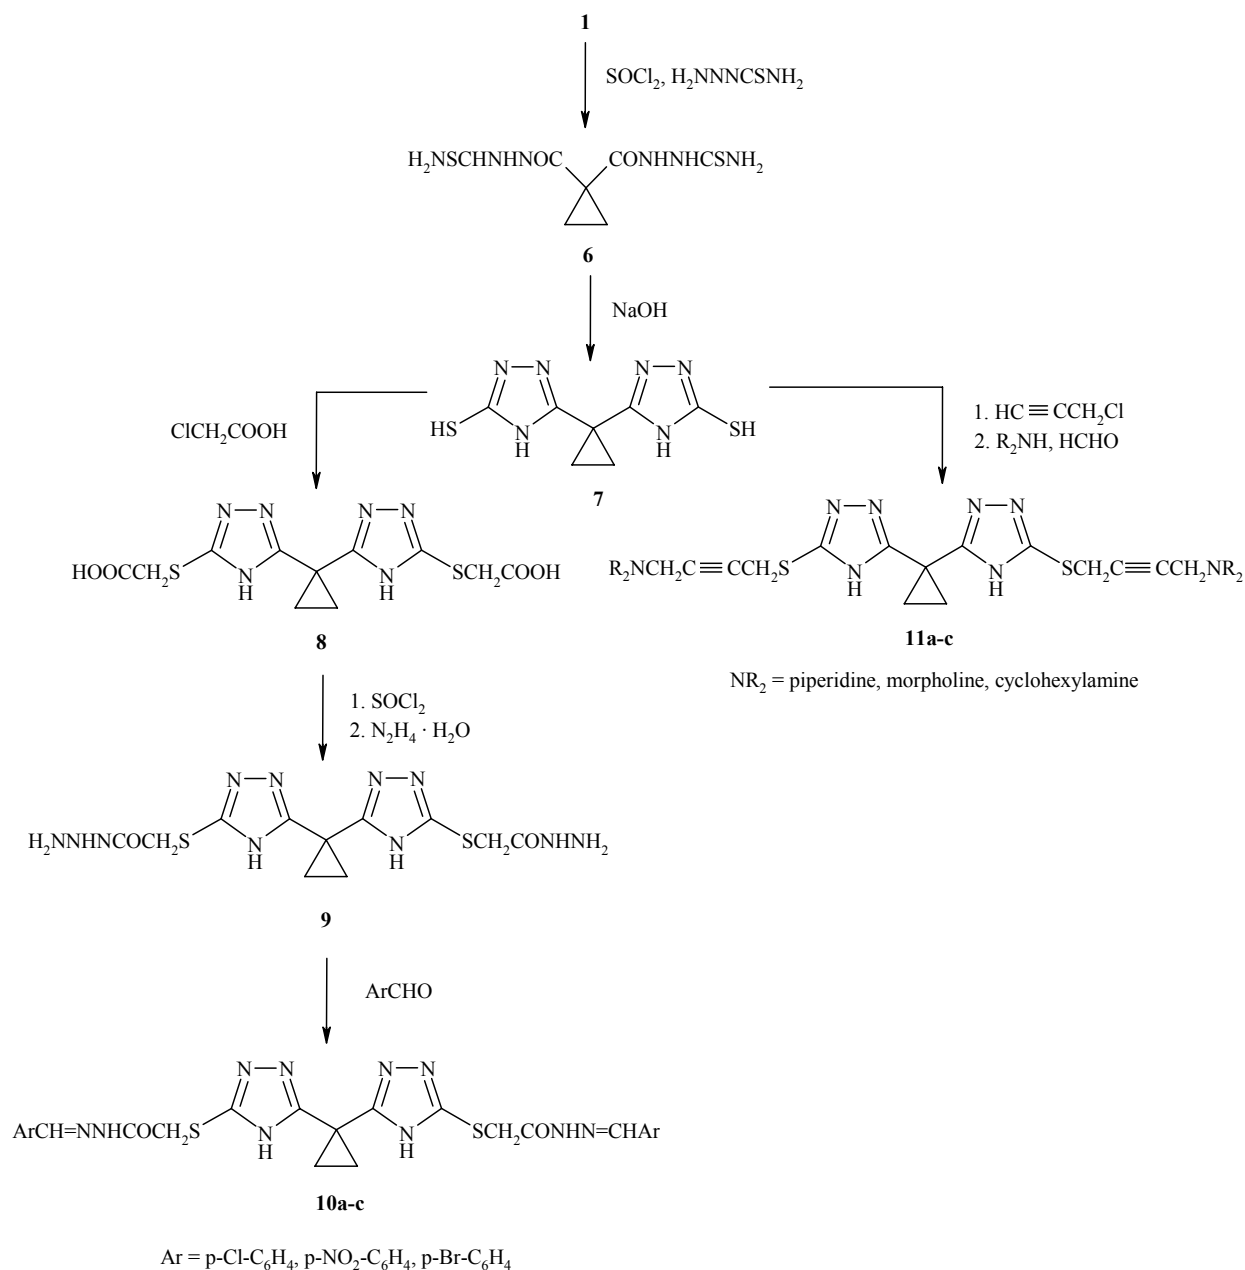 1
SOCl₂, H₂NNNCSNH₂
H₂NSCHNHNOC CONHNHCSNH₂
6
NaOH
N N N N
HS N H N H SH
7
ClCH₂COOH
1. HC≡CCH₂Cl
2. R₂NH, HCHO
N N N N
HOOCCH₂S N H N H SCH₂COOH
8
N N N N
R₂NCH₂C≡CCH₂S N H N H SCH₂C≡CCH₂NR₂
11a-c
NR₂ = piperidine, morpholine, cyclohexylamine
1. SOCl₂
2. N₂H₄ · H₂O
N N N N
H₂NNHNCOCH₂S N H N H SCH₂CONHNH₂
9
ArCHO
N N N N
ArCH=NNHCOCH₂S N H N H SCH₂CONHN=CHAr
10a-c
Ar = p-Cl-C₆H₄, p-NO₂-C₆H₄, p-Br-C₆H₄